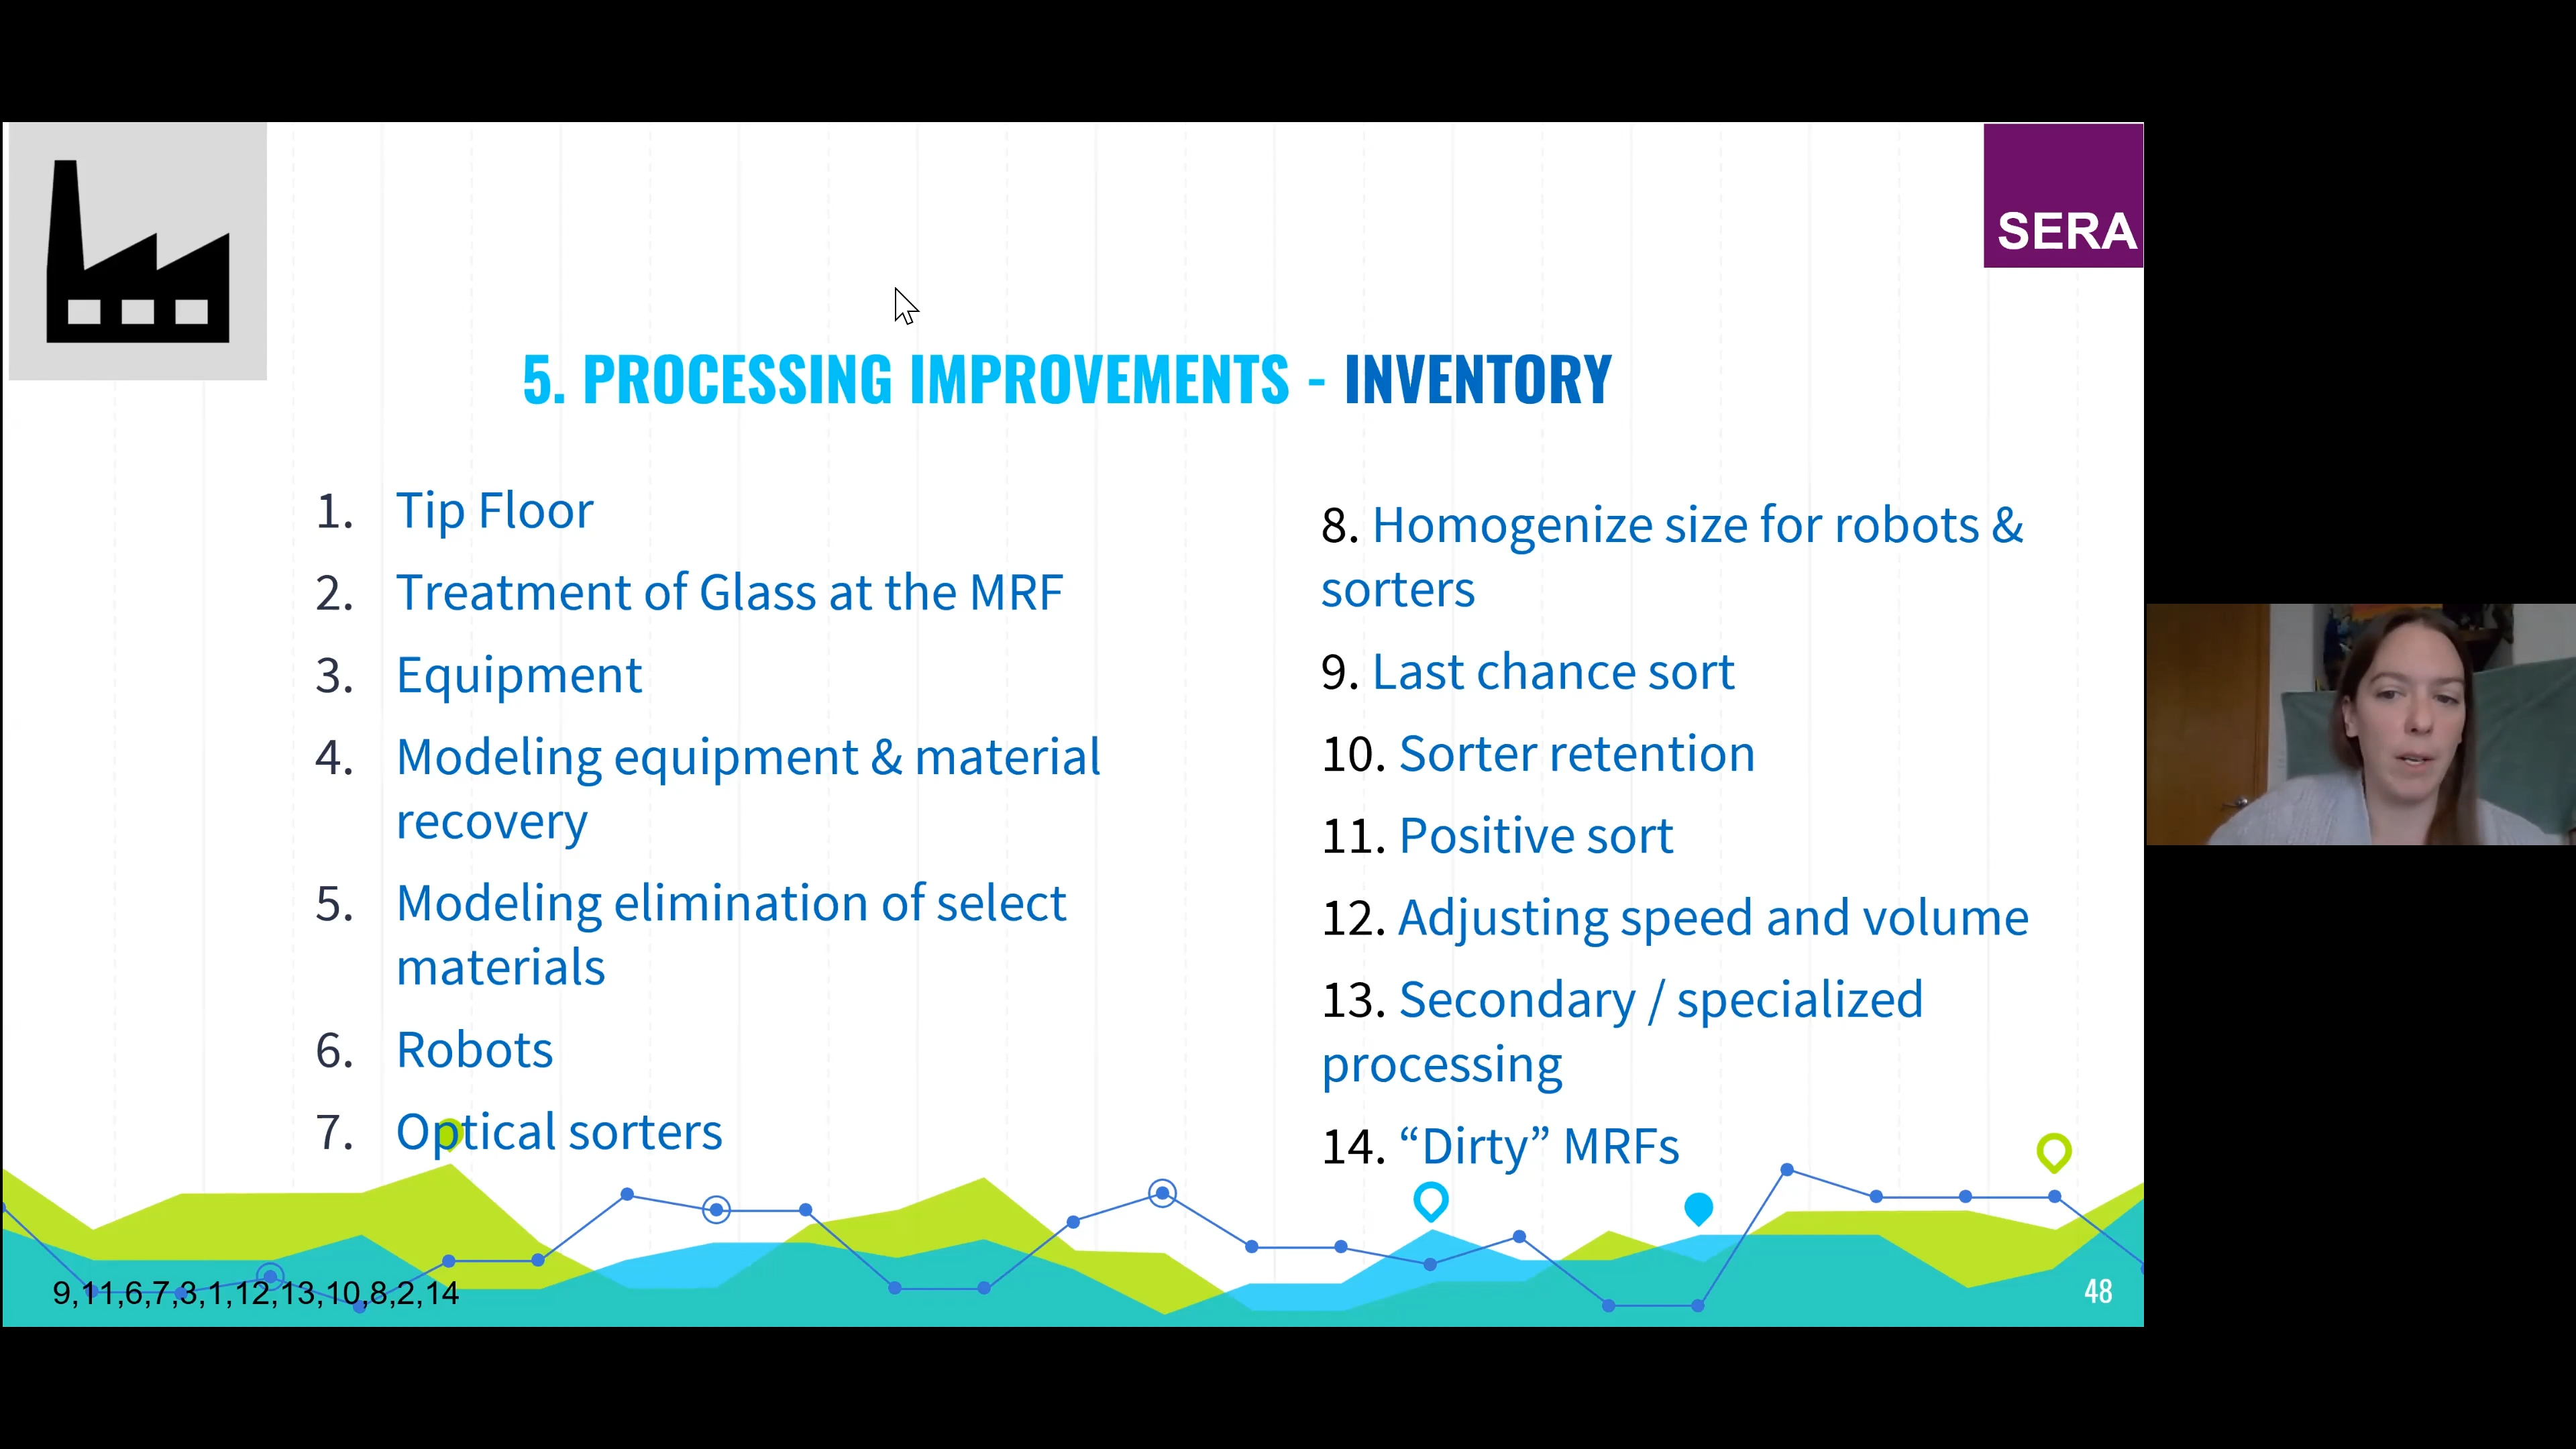 SERA
5. PROCESSING IMPROVEMENTS - INVENTORY
1. Tip Floor
2. Treatment of Glass at the MRF
3. Equipment
4. Modeling equipment & material
recovery
5. Modeling elimination of select
materials
6. Robots
7. Optical sorters
8. Homogenize size for robots &
sorters
9. Last chance sort
10. Sorter retention
11. Positive sort
12. Adjusting speed and volume
13. Secondary / specialized
processing
14. “Dirty” MRFs
9,11,6,7,3,1,12,13,10,8,2,14
48